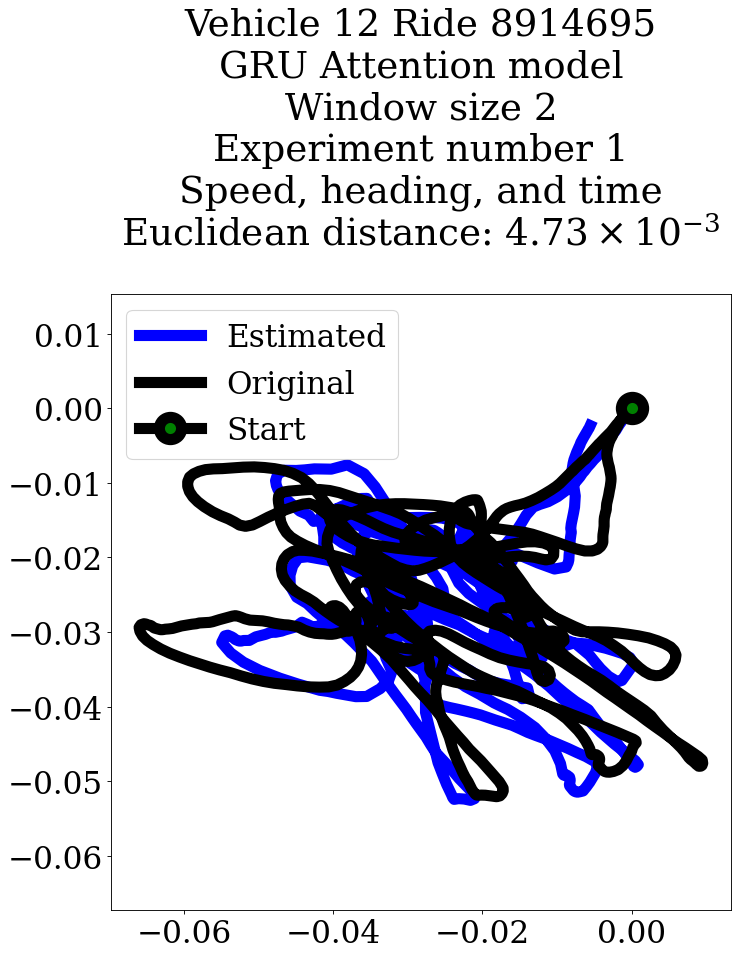 Vehicle 12 Ride 8914695
GRU Attention model
Window size 2
Experiment number 1
Speed, heading, and time
Euclidean distance: 4.73 × 10⁻³
Estimated
Original
Start
0.01
0.00
−0.01
−0.02
−0.03
−0.04
−0.05
−0.06
−0.06 −0.04 −0.02 0.00